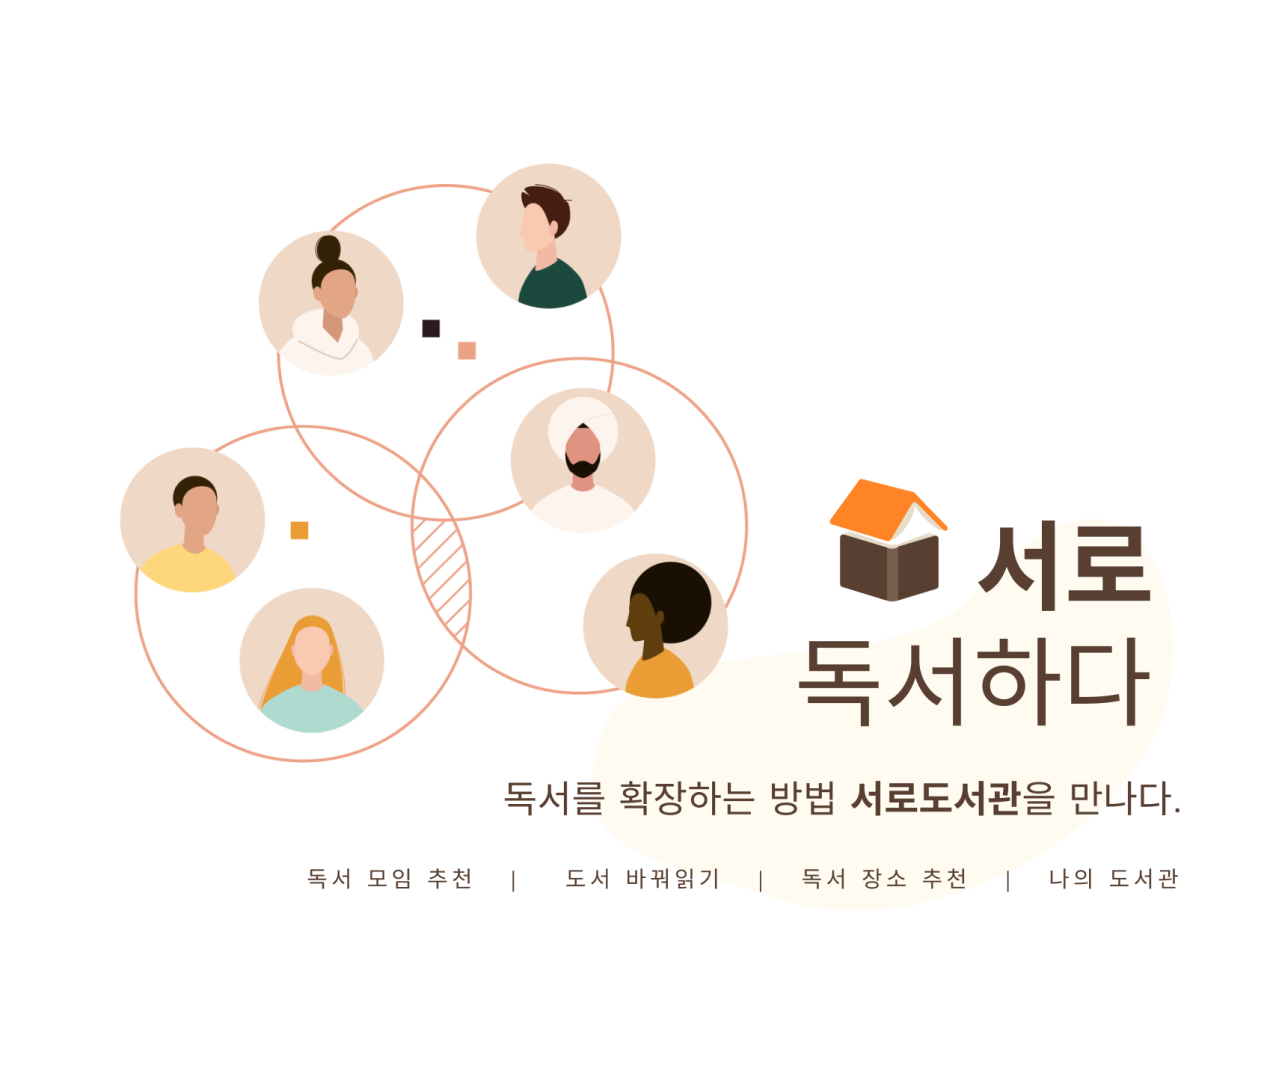 서로
독서하다
독서를 확장하는 방법 서로도서관을 만나다.
독서 모임 추천 | 도서 바꿔읽기 | 독서 장소 추천 | 나의 도서관